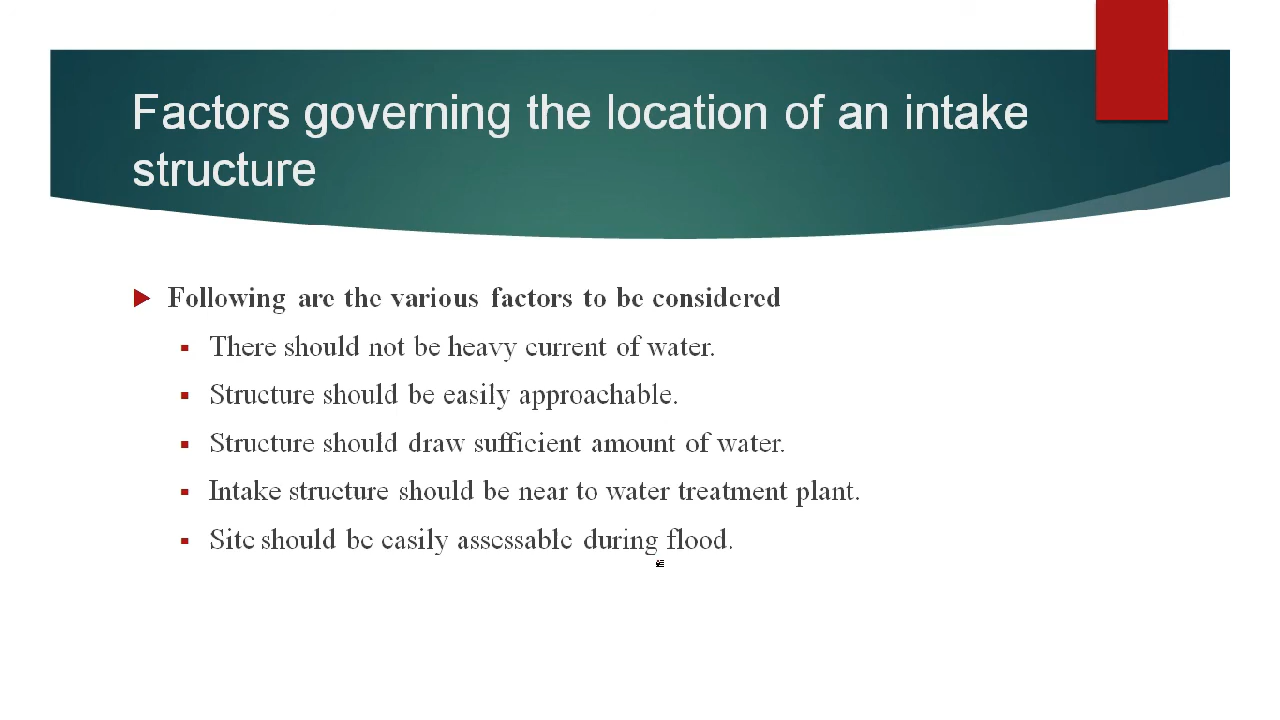 Factors governing the location of an intake
structure
Following are the various factors to be considered
There should not be heavy current of water.
Structure should be easily approachable.
Structure should draw sufficient amount of water.
Intake structure should be near to water treatment plant.
Site should be easily assessable during flood.